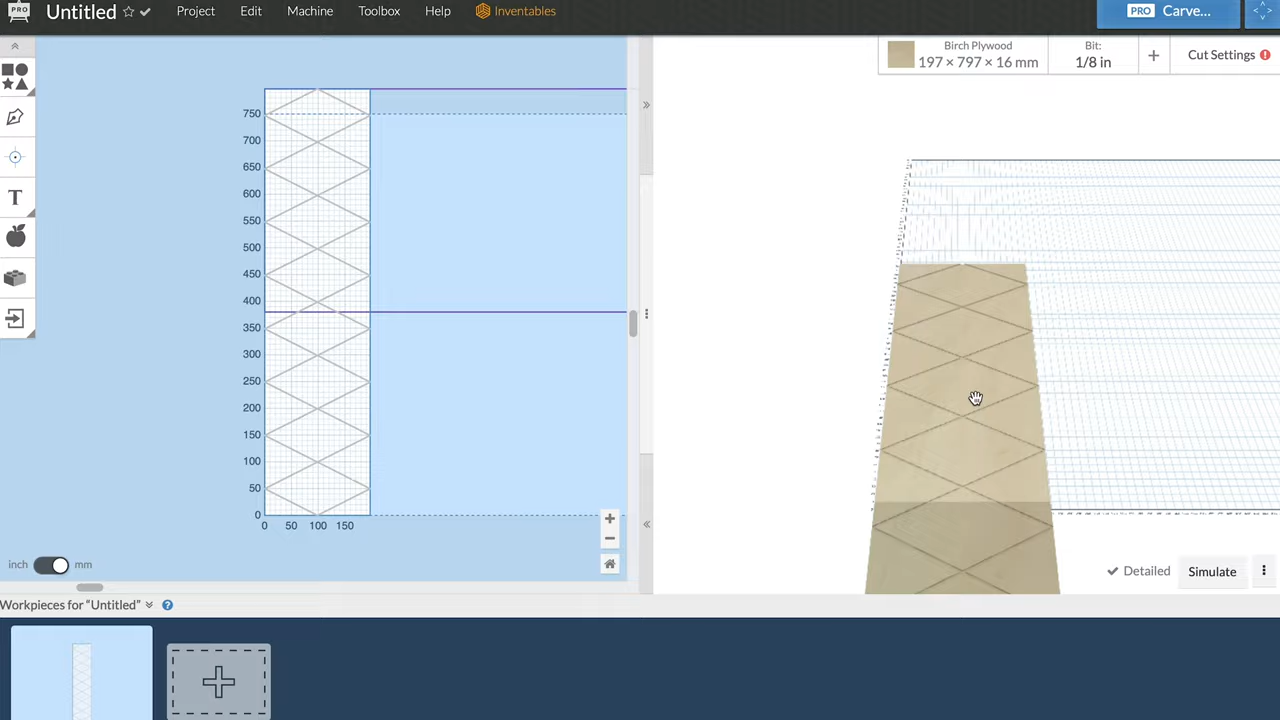 PRO
Untitled
Project
Edit
Machine
Toolbox
Help
Inventables
PRO
Carve...
Birch Plywood
197 × 797 × 16 mm
Bit:
1/8 in
+
Cut Settings
T
750
700
650
600
550
500
450
400
350
300
250
200
150
100
50
0
0 50 100 150
inch mm
Detailed
Simulate
Workpieces for “Untitled”
?